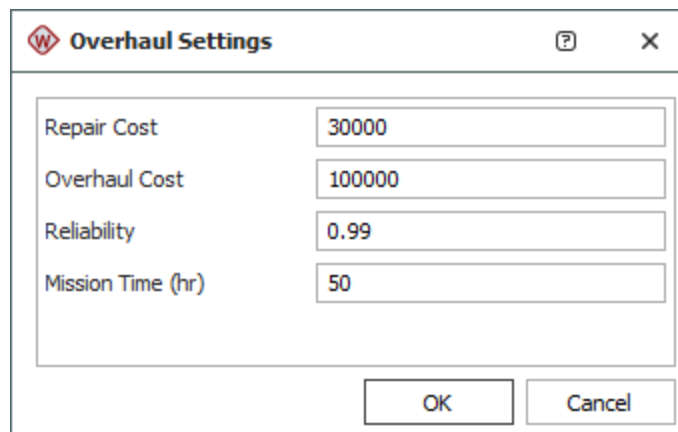 W Overhaul Settings ?
Repair Cost 30000
Overhaul Cost 100000
Reliability 0.99
Mission Time (hr) 50
OK Cancel